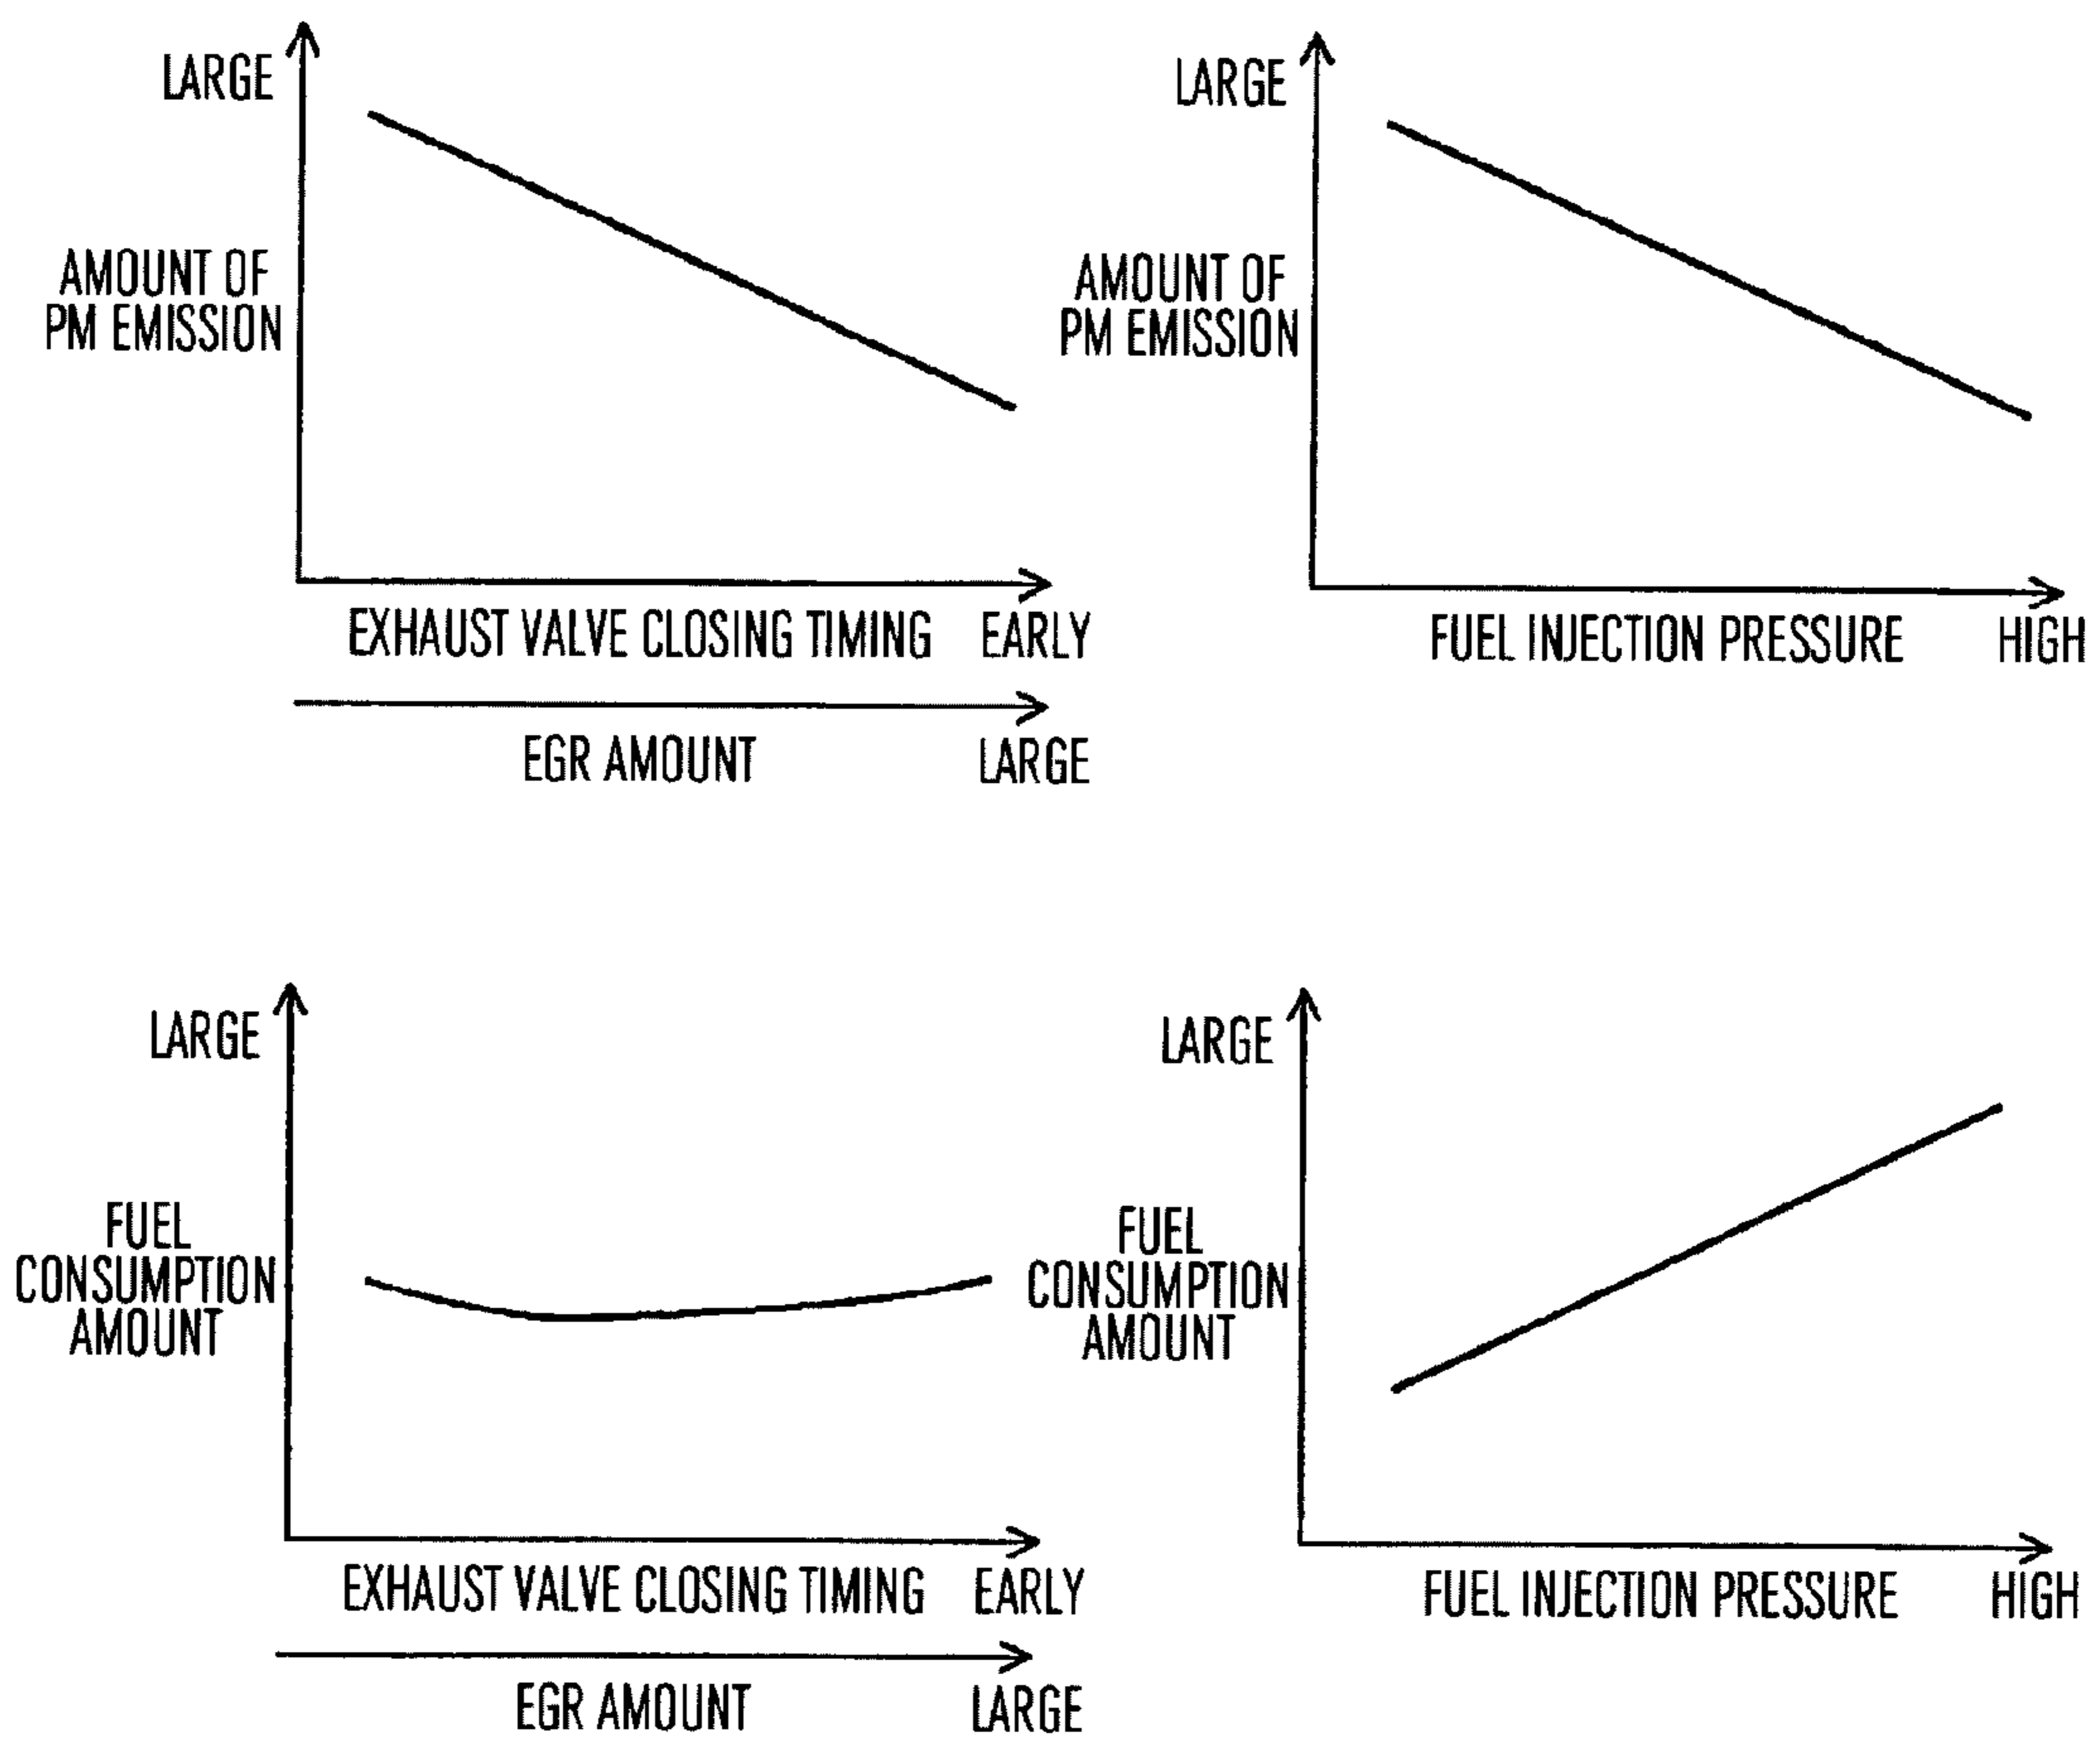 LARGE
AMOUNT OF
PM EMISSION
EXHAUST VALVE CLOSING TIMING EARLY
EGR AMOUNT LARGE
LARGE
AMOUNT OF
PM EMISSION
FUEL INJECTION PRESSURE HIGH
LARGE
FUEL
CONSUMPTION
AMOUNT
EXHAUST VALVE CLOSING TIMING EARLY
EGR AMOUNT LARGE
LARGE
FUEL
CONSUMPTION
AMOUNT
FUEL INJECTION PRESSURE HIGH